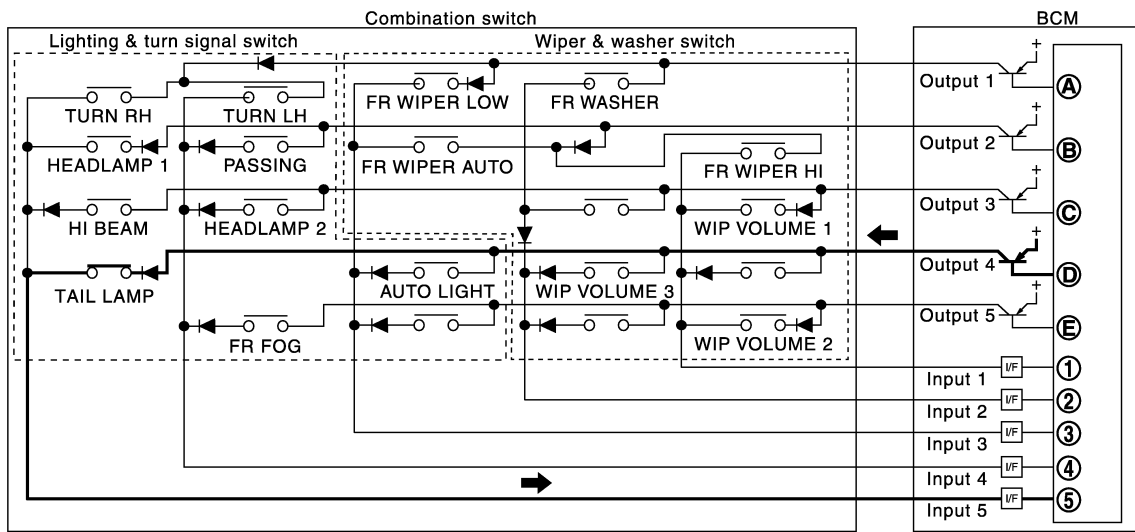 Combination switch
BCM
Lighting & turn signal switch
Wiper & washer switch
+
Output 1
A
TURN RH
TURN LH
FR WIPER LOW
FR WASHER
+
Output 2
B
HEADLAMP 1
PASSING
FR WIPER AUTO
FR WIPER HI
+
Output 3
C
HI BEAM
HEADLAMP 2
WIP VOLUME 1
+
Output 4
D
TAIL LAMP
AUTO LIGHT
WIP VOLUME 3
+
Output 5
E
FR FOG
WIP VOLUME 2
Input 1
I/F
1
Input 2
I/F
2
Input 3
I/F
3
Input 4
I/F
4
Input 5
I/F
5